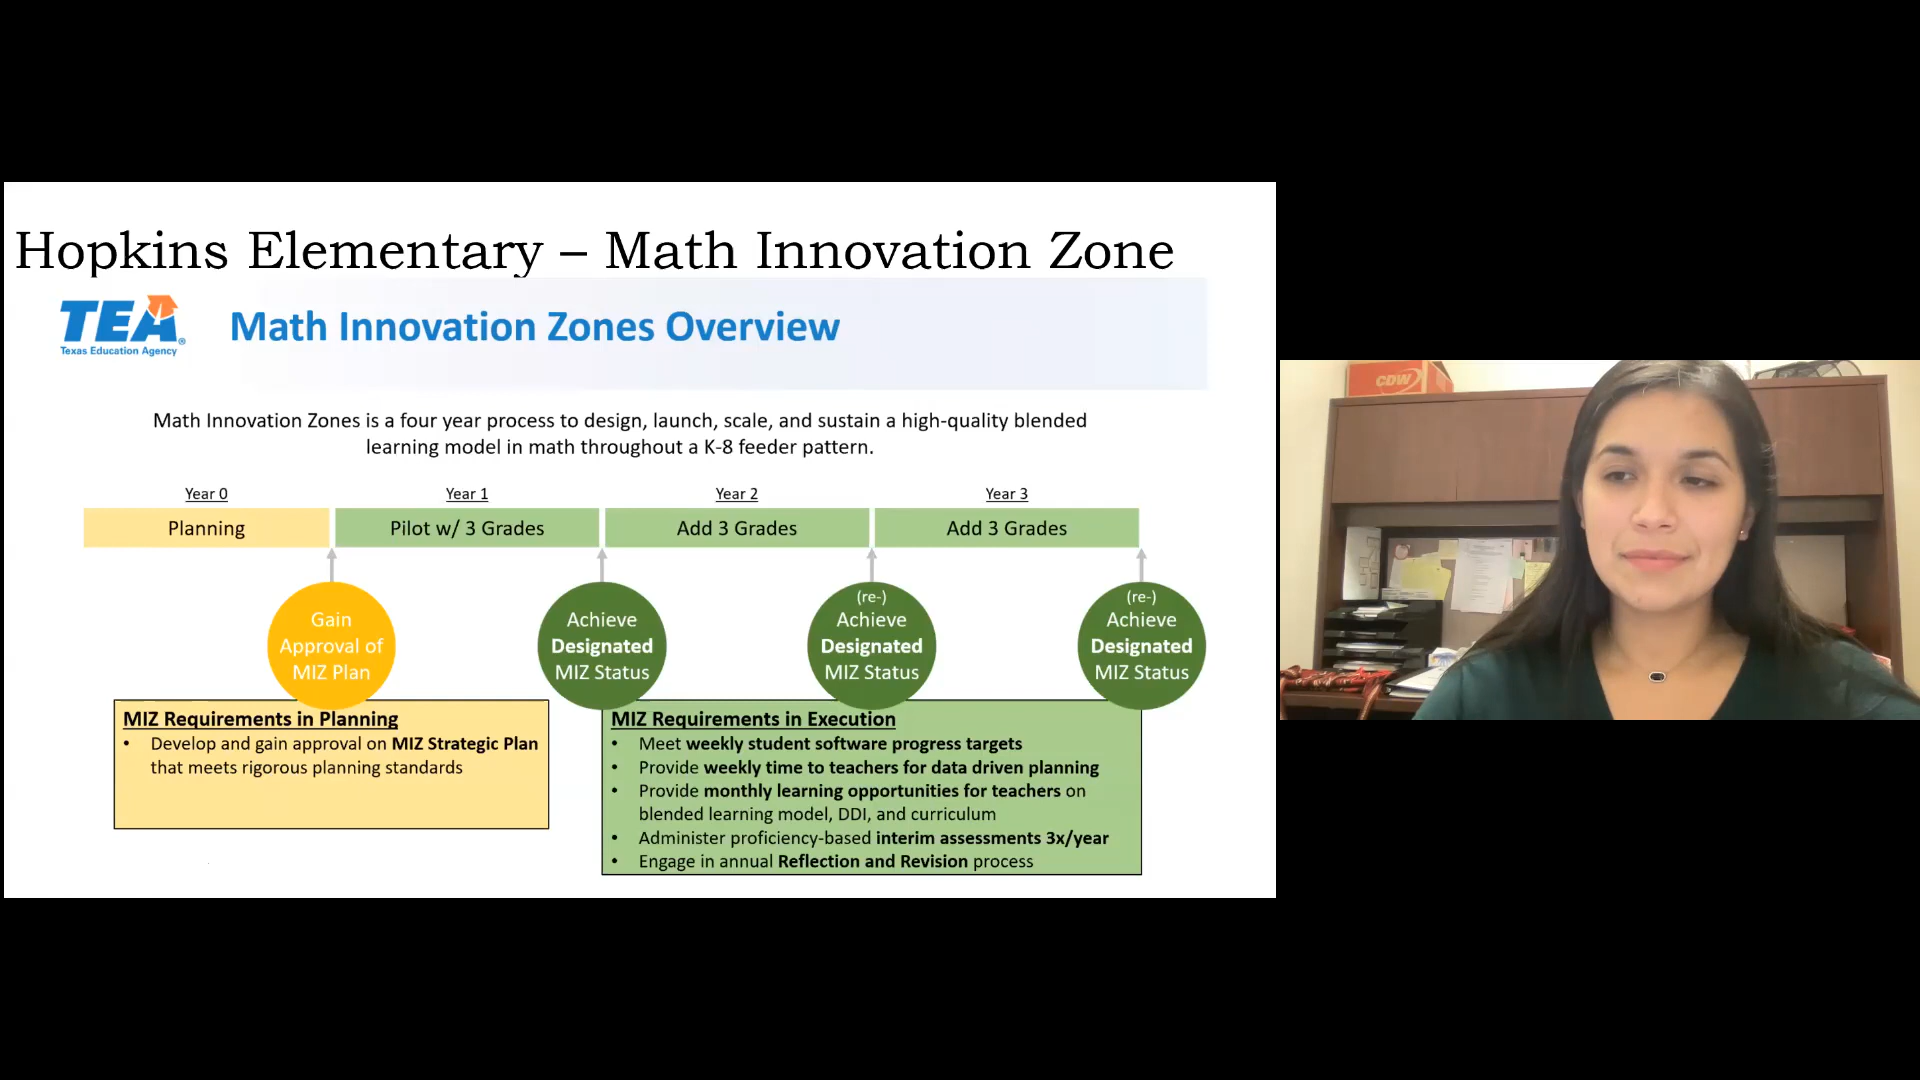 Hopkins Elementary – Math Innovation Zone
TEA®
Texas Education Agency
Math Innovation Zones Overview
Math Innovation Zones is a four year process to design, launch, scale, and sustain a high-quality blended
learning model in math throughout a K-8 feeder pattern.
Year 0
Year 1
Year 2
Year 3
Planning
Pilot w/ 3 Grades
Add 3 Grades
Add 3 Grades
Gain
Approval of
MIZ Plan
Achieve
Designated
MIZ Status
(re-)
Achieve
Designated
MIZ Status
(re-)
Achieve
Designated
MIZ Status
MIZ Requirements in Planning
• Develop and gain approval on MIZ Strategic Plan
that meets rigorous planning standards
MIZ Requirements in Execution
• Meet weekly student software progress targets
• Provide weekly time to teachers for data driven planning
• Provide monthly learning opportunities for teachers on
blended learning model, DDI, and curriculum
• Administer proficiency-based interim assessments 3x/year
• Engage in annual Reflection and Revision process
CDW